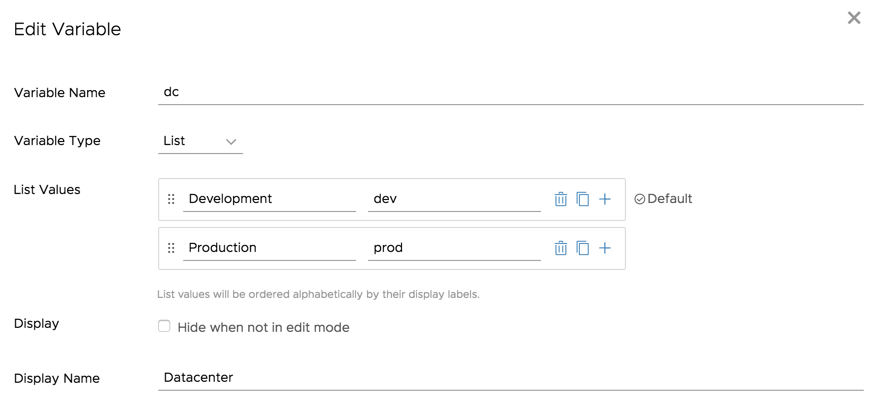 Edit Variable
Variable Name dc
Variable Type List
List Values Development dev Default
Production prod
List values will be ordered alphabetically by their display labels.
Display Hide when not in edit mode
Display Name Datacenter